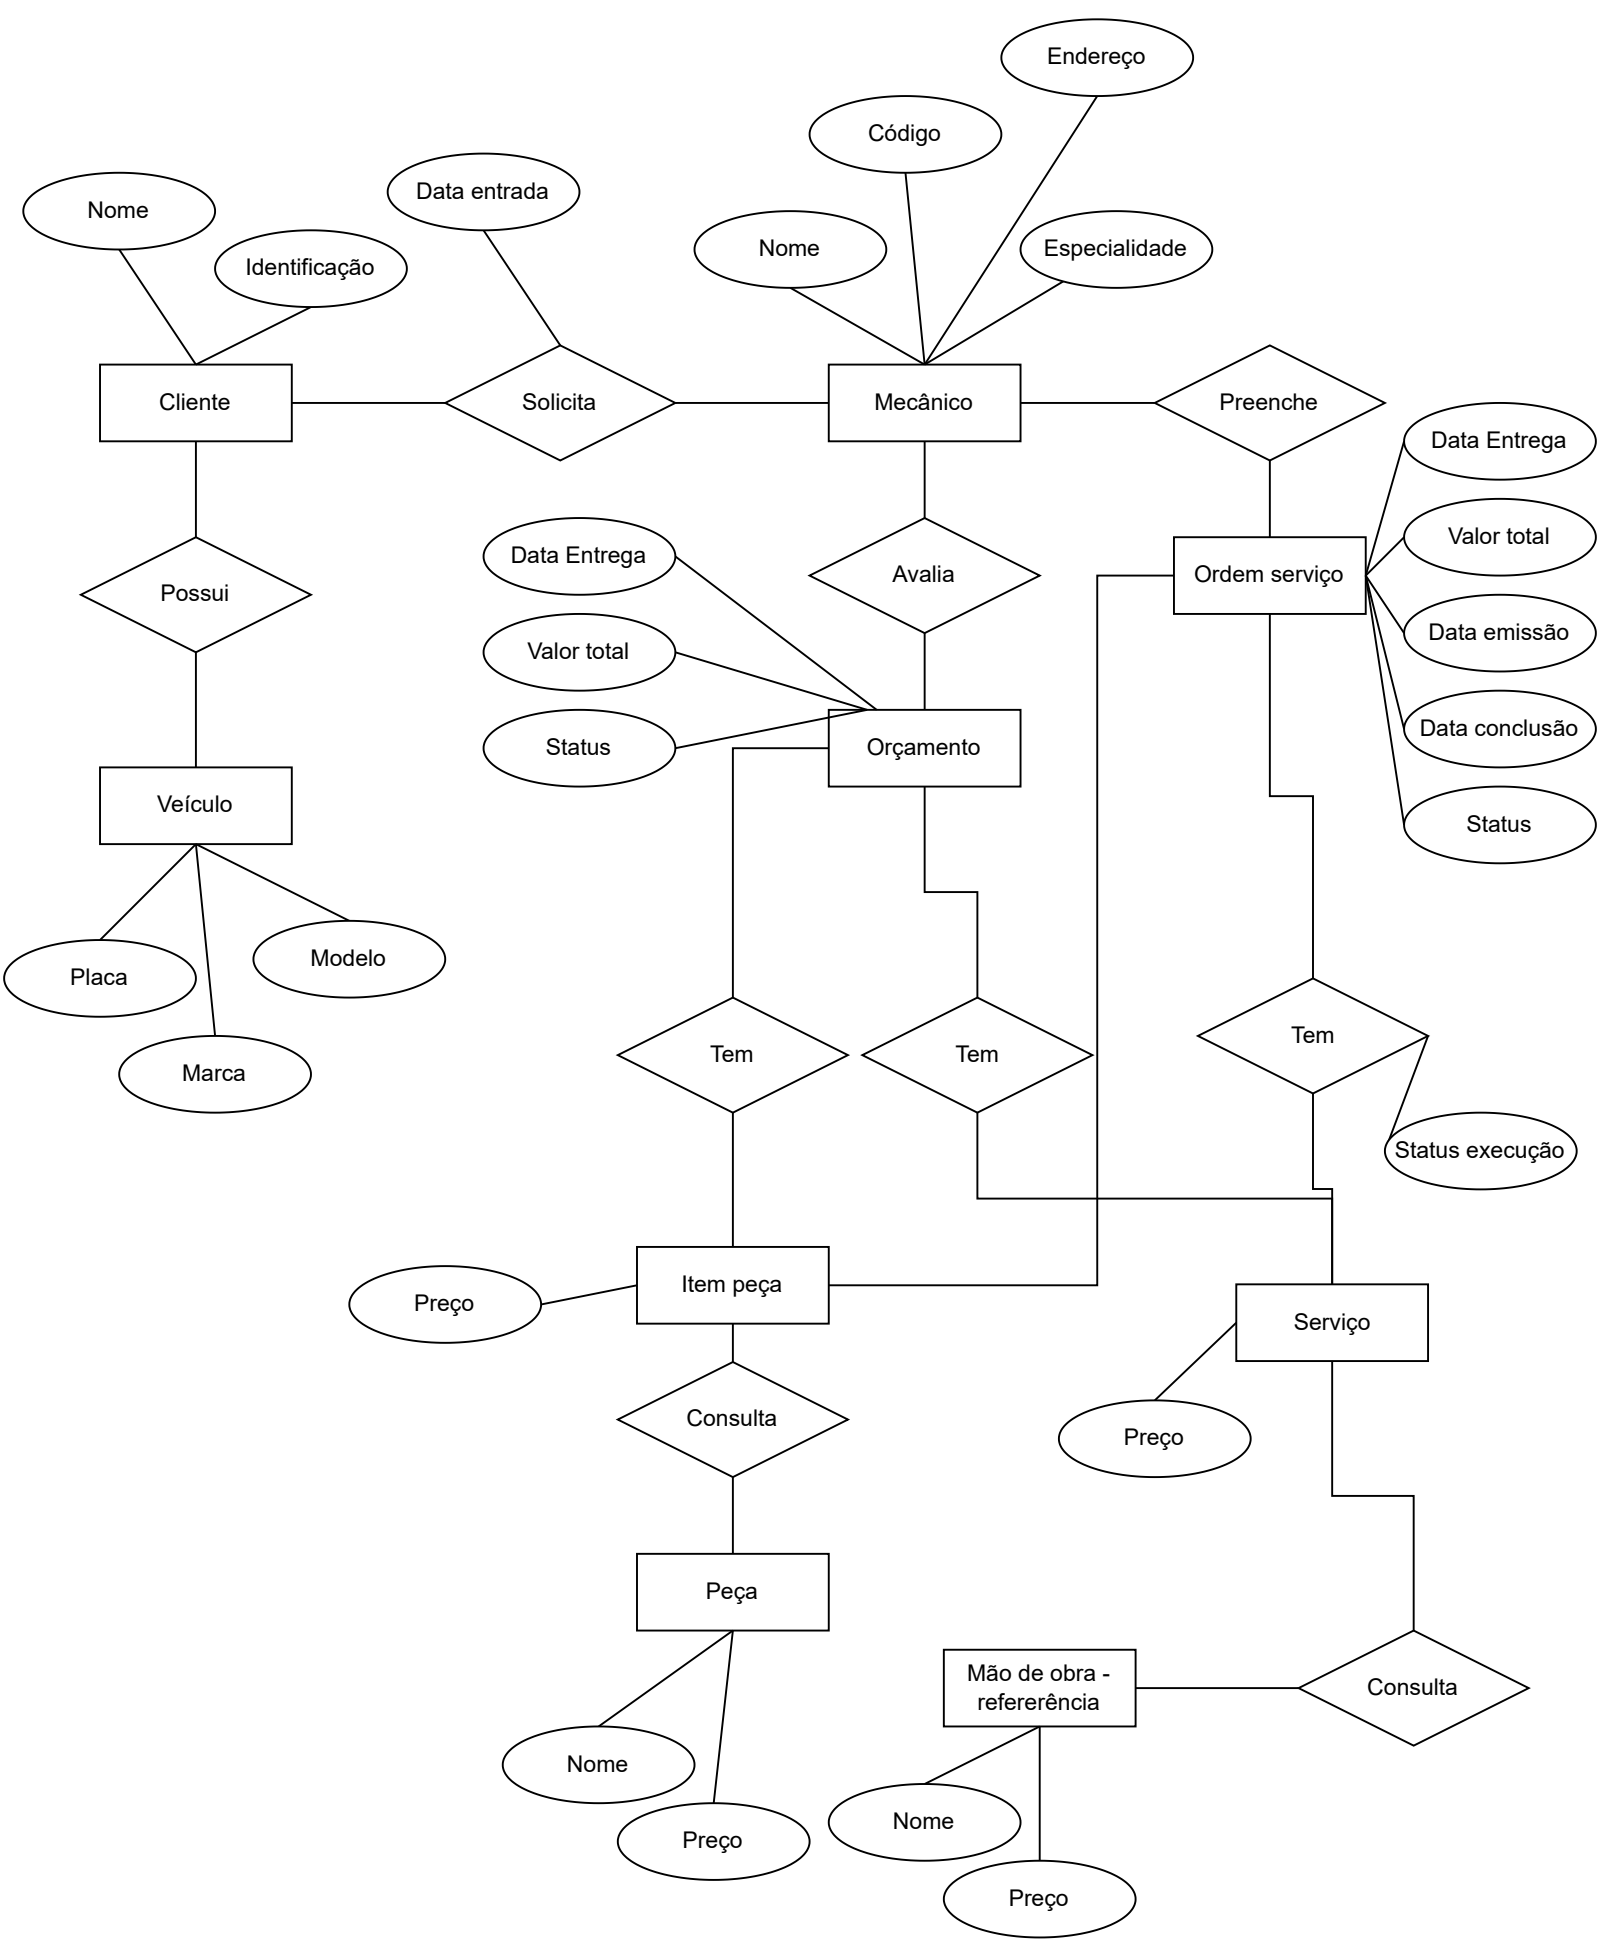 Endereço
Código
Data entrada
Nome
Nome
Especialidade
Identificação
Cliente
Solicita
Mecânico
Preenche
Data Entrega
Valor total
Data Entrega
Avalia
Ordem serviço
Possui
Data emissão
Valor total
Data conclusão
Status
Orçamento
Veículo
Status
Modelo
Placa
Tem
Tem
Tem
Marca
Status execução
Item peça
Preço
Serviço
Consulta
Preço
Peça
Mão de obra -
refererência
Consulta
Nome
Nome
Preço
Preço